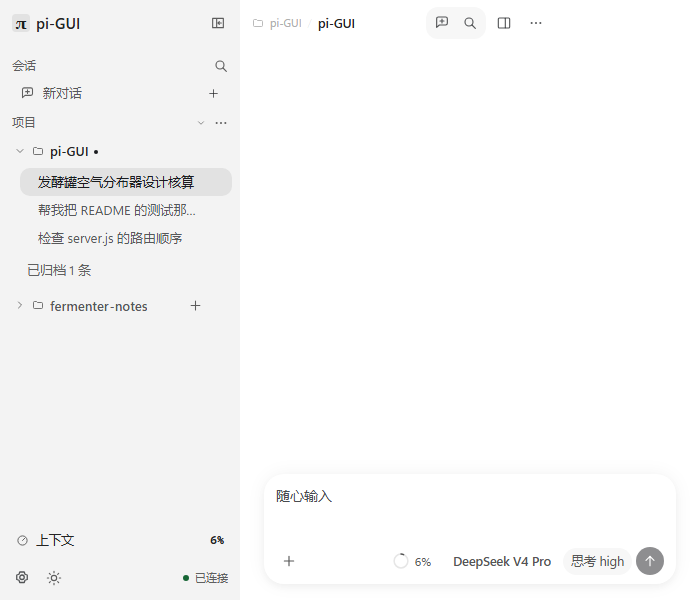 π pi-GUI
会话
新对话
项目
pi-GUI
发酵罐空气分布器设计核算
帮我把 README 的测试那...
检查 server.js 的路由顺序
已归档 1 条
fermenter-notes
上下文 6%
已连接
pi-GUI / pi-GUI
随心输入
6% DeepSeek V4 Pro 思考 high